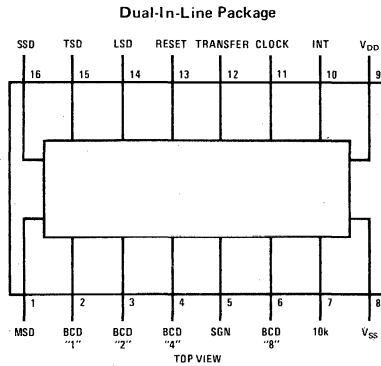 Dual-In-Line Package
SSD TSD LSD RESET TRANSFER CLOCK INT VDD
16 15 14 13 12 11 10 9
1 2 3 4 5 6 7 8
MSD BCD BCD BCD SGN BCD 10k VSS
"1" "2" "4" "8"
TOP VIEW